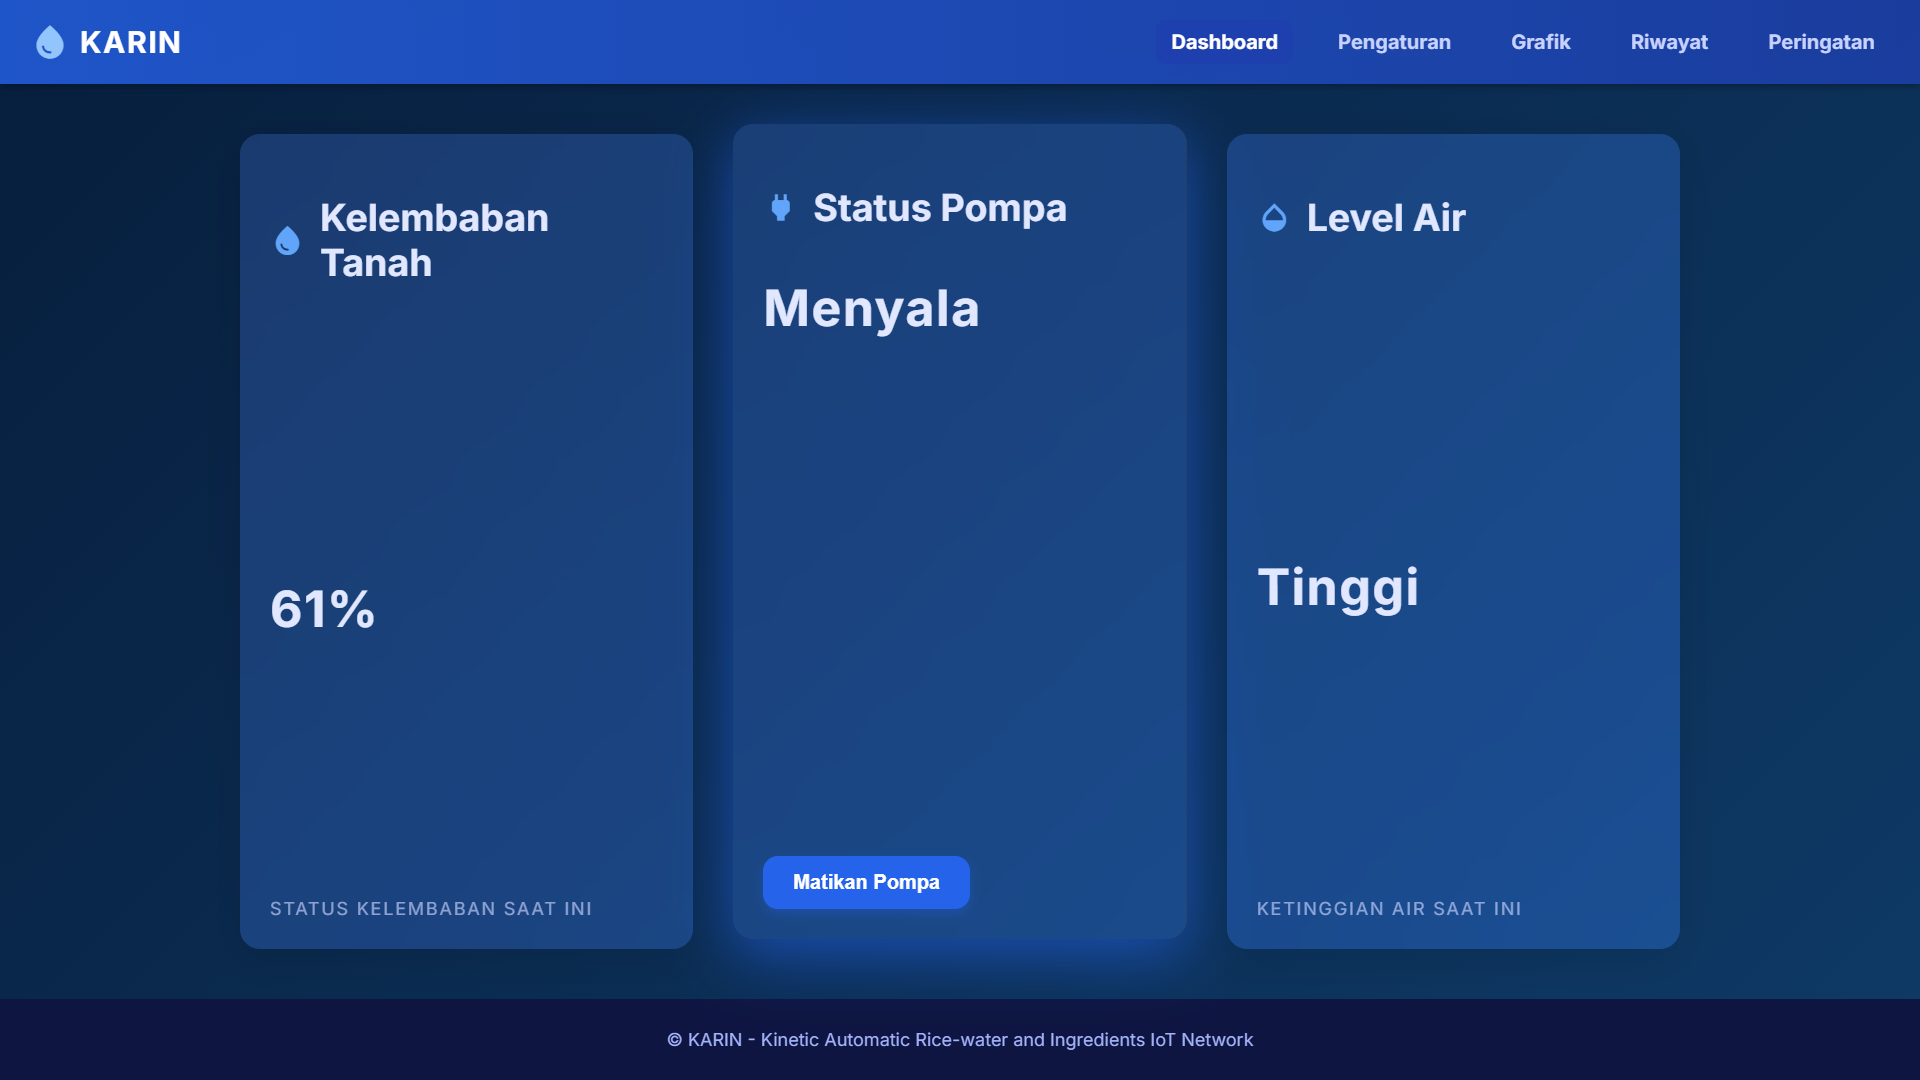 KARIN
Dashboard
Pengaturan
Grafik
Riwayat
Peringatan
Kelembaban
Tanah
61%
STATUS KELEMBABAN SAAT INI
Status Pompa
Menyala
Matikan Pompa
Level Air
Tinggi
KETINGGIAN AIR SAAT INI
© KARIN - Kinetic Automatic Rice-water and Ingredients IoT Network